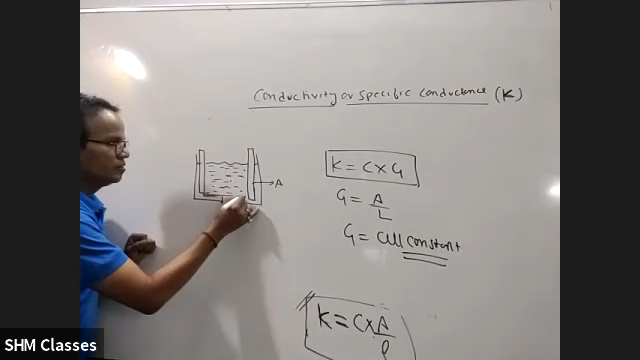 Conductivity or specific conductance (K)
K = C × G
G = A / L
G = cell constant
A
K = C × A / l
SHM Classes